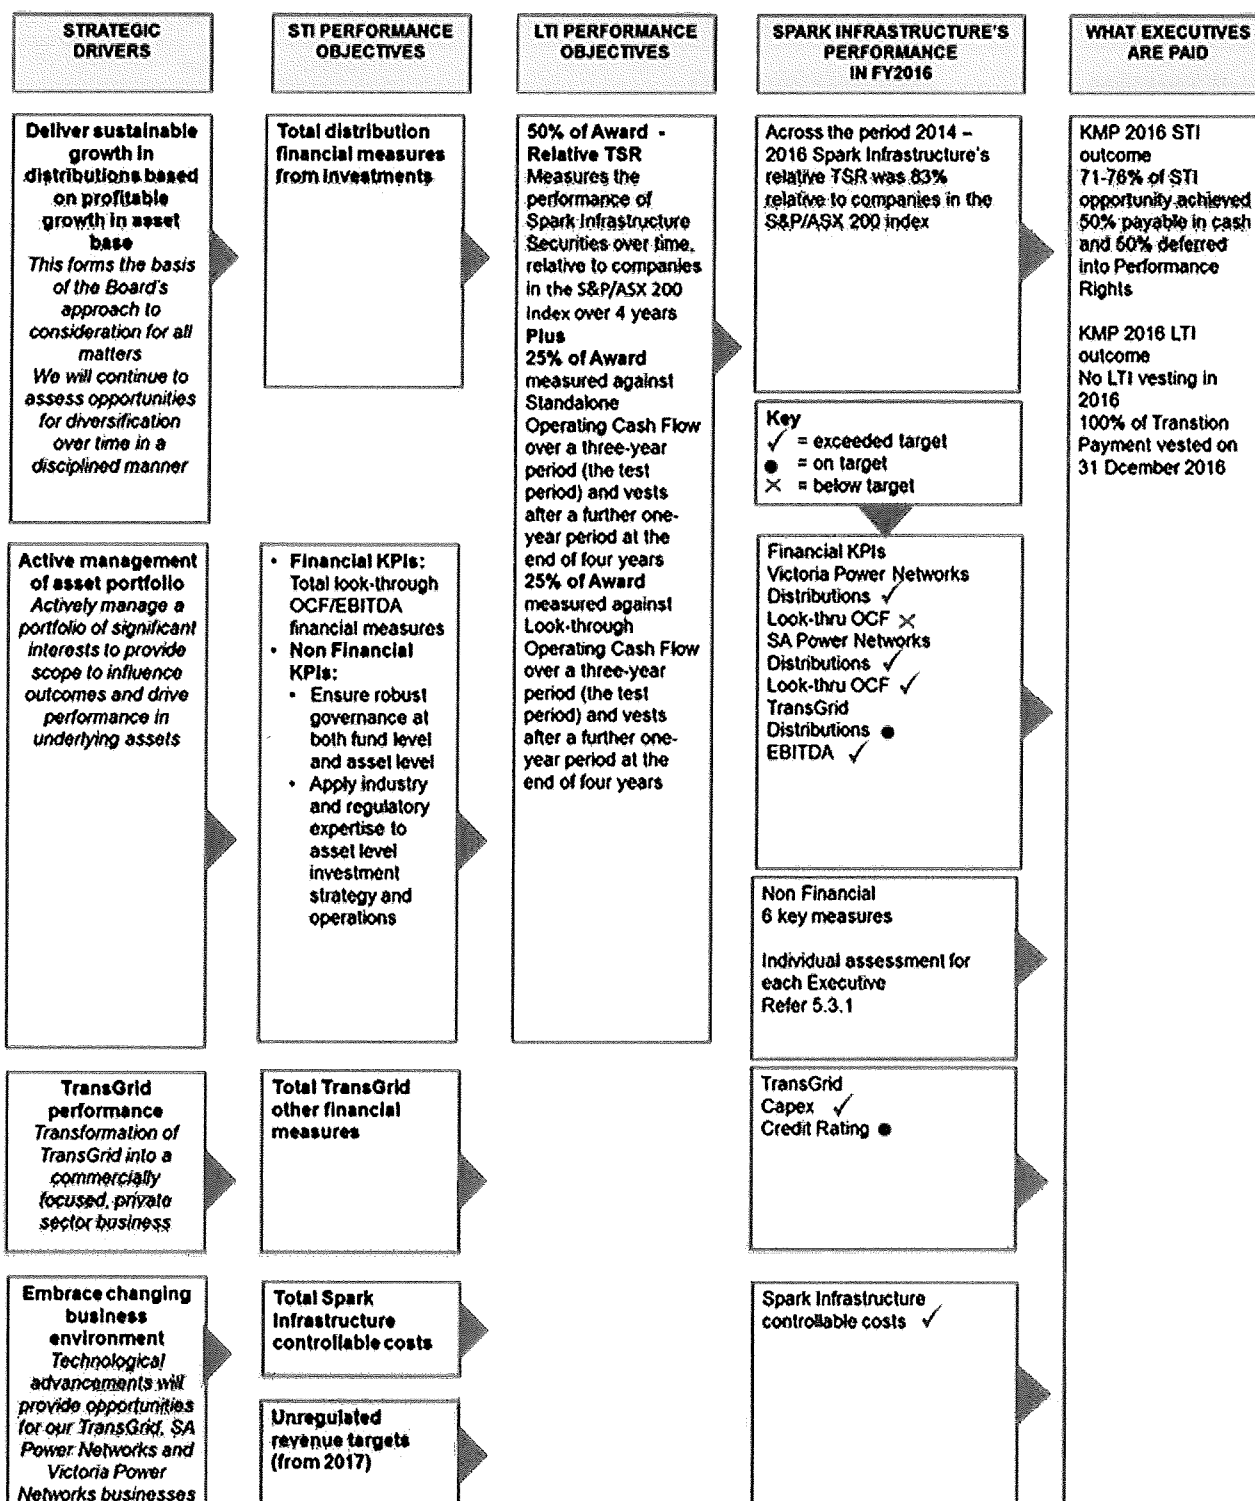 STRATEGIC
DRIVERS
STI PERFORMANCE
OBJECTIVES
LTI PERFORMANCE
OBJECTIVES
SPARK INFRASTRUCTURE'S
PERFORMANCE
IN FY2016
WHAT EXECUTIVES
ARE PAID
Deliver sustainable
growth in
distributions based
on profitable
growth in asset
base
This forms the basis
of the Board's
approach to
consideration for all
matters
We will continue to
assess opportunities
for diversification
over time in a
disciplined manner
Total distribution
financial measures
from investments
50% of Award -
Relative TSR
Measures the
performance of
Spark Infrastructure
Securities over time,
relative to companies
in the S&P/ASX 200
Index over 4 years
Plus
25% of Award
measured against
Standalone
Operating Cash Flow
over a three-year
period (the test
period) and vests
after a further one-
year period at the
end of four years
25% of Award
measured against
Look-through
Operating Cash Flow
over a three-year
period (the test
period) and vests
after a further one-
year period at the
end of four years
Across the period 2014 –
2016 Spark Infrastructure's
relative TSR was 83%
relative to companies in the
S&P/ASX 200 index
Key
✓ = exceeded target
● = on target
✕ = below target
KMP 2016 STI
outcome
71-76% of STI
opportunity achieved
50% payable in cash
and 50% deferred
into Performance
Rights
KMP 2016 LTI
outcome
No LTI vesting in
2016
100% of Transtion
Payment vested on
31 Dcember 2016
Active management
of asset portfolio
Actively manage a
portfolio of significant
interests to provide
scope to influence
outcomes and drive
performance in
underlying assets
• Financial KPIs:
Total look-through
OCF/EBITDA
financial measures
• Non Financial
KPIs:
• Ensure robust
governance at
both fund level
and asset level
• Apply industry
and regulatory
expertise to
asset level
investment
strategy and
operations
Financial KPIs
Victoria Power Networks
Distributions ✓
Look-thru OCF ✕
SA Power Networks
Distributions ✓
Look-thru OCF ✓
TransGrid
Distributions ●
EBITDA ✓
Non Financial
6 key measures
Individual assessment for
each Executive
Refer 5.3.1
TransGrid
performance
Transformation of
TransGrid into a
commercially
focused, private
sector business
Total TransGrid
other financial
measures
TransGrid
Capex ✓
Credit Rating ●
Embrace changing
business
environment
Technological
advancements will
provide opportunities
for our TransGrid, SA
Power Networks and
Victoria Power
Networks businesses
Total Spark
Infrastructure
controllable costs
Unregulated
revenue targets
(from 2017)
Spark Infrastructure
controllable costs ✓